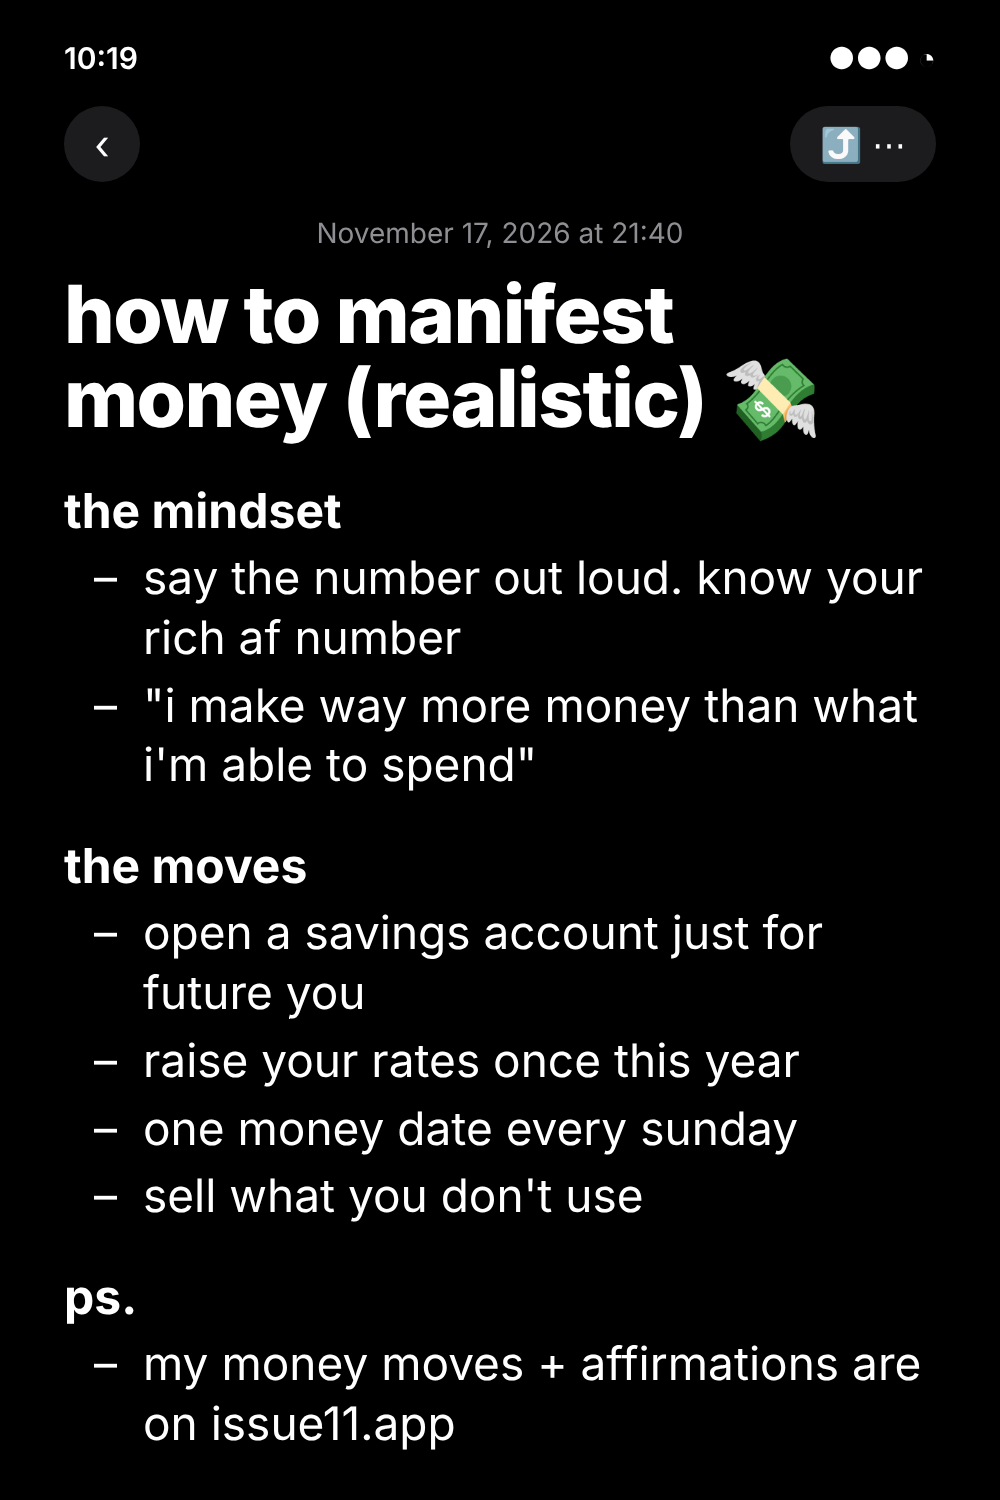 10:19
November 17, 2026 at 21:40
how to manifest
money (realistic) 💸
the mindset
– say the number out loud. know your
rich af number
– "i make way more money than what
i'm able to spend"
the moves
– open a savings account just for
future you
– raise your rates once this year
– one money date every sunday
– sell what you don't use
ps.
– my money moves + affirmations are
on issue11.app